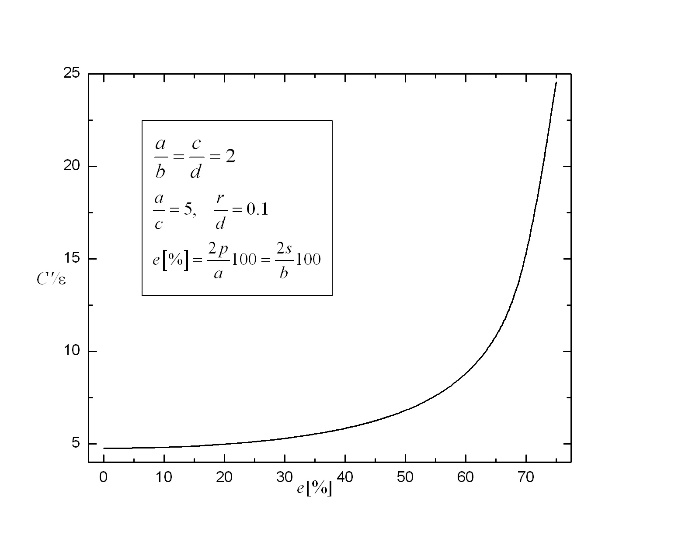 25
20
15
10
5
C'/ε
a/b = c/d = 2
a/c = 5, r/d = 0.1
e[%] = 2p/a 100 = 2s/b 100
0 10 20 30 40 50 60 70
e[%]